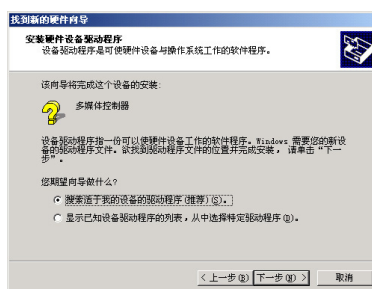 找到新的硬件向导
安装硬件设备驱动程序
设备驱动程序是可使硬件设备与操作系统工作的软件程序。
该向导将完成这个设备的安装:
多媒体控制器
设备驱动程序指一份可以使硬件设备工作的软件程序。Windows 需要您的新设
备的驱动程序文件。欲找到驱动程序文件的位置并完成安装，请单击“下一
步”。
您期望向导做什么?
搜索适于我的设备的驱动程序(推荐)(S)。
显示已知设备驱动程序的列表，从中选择特定驱动程序(D)。
< 上一步(B) 下一步(N) > 取消